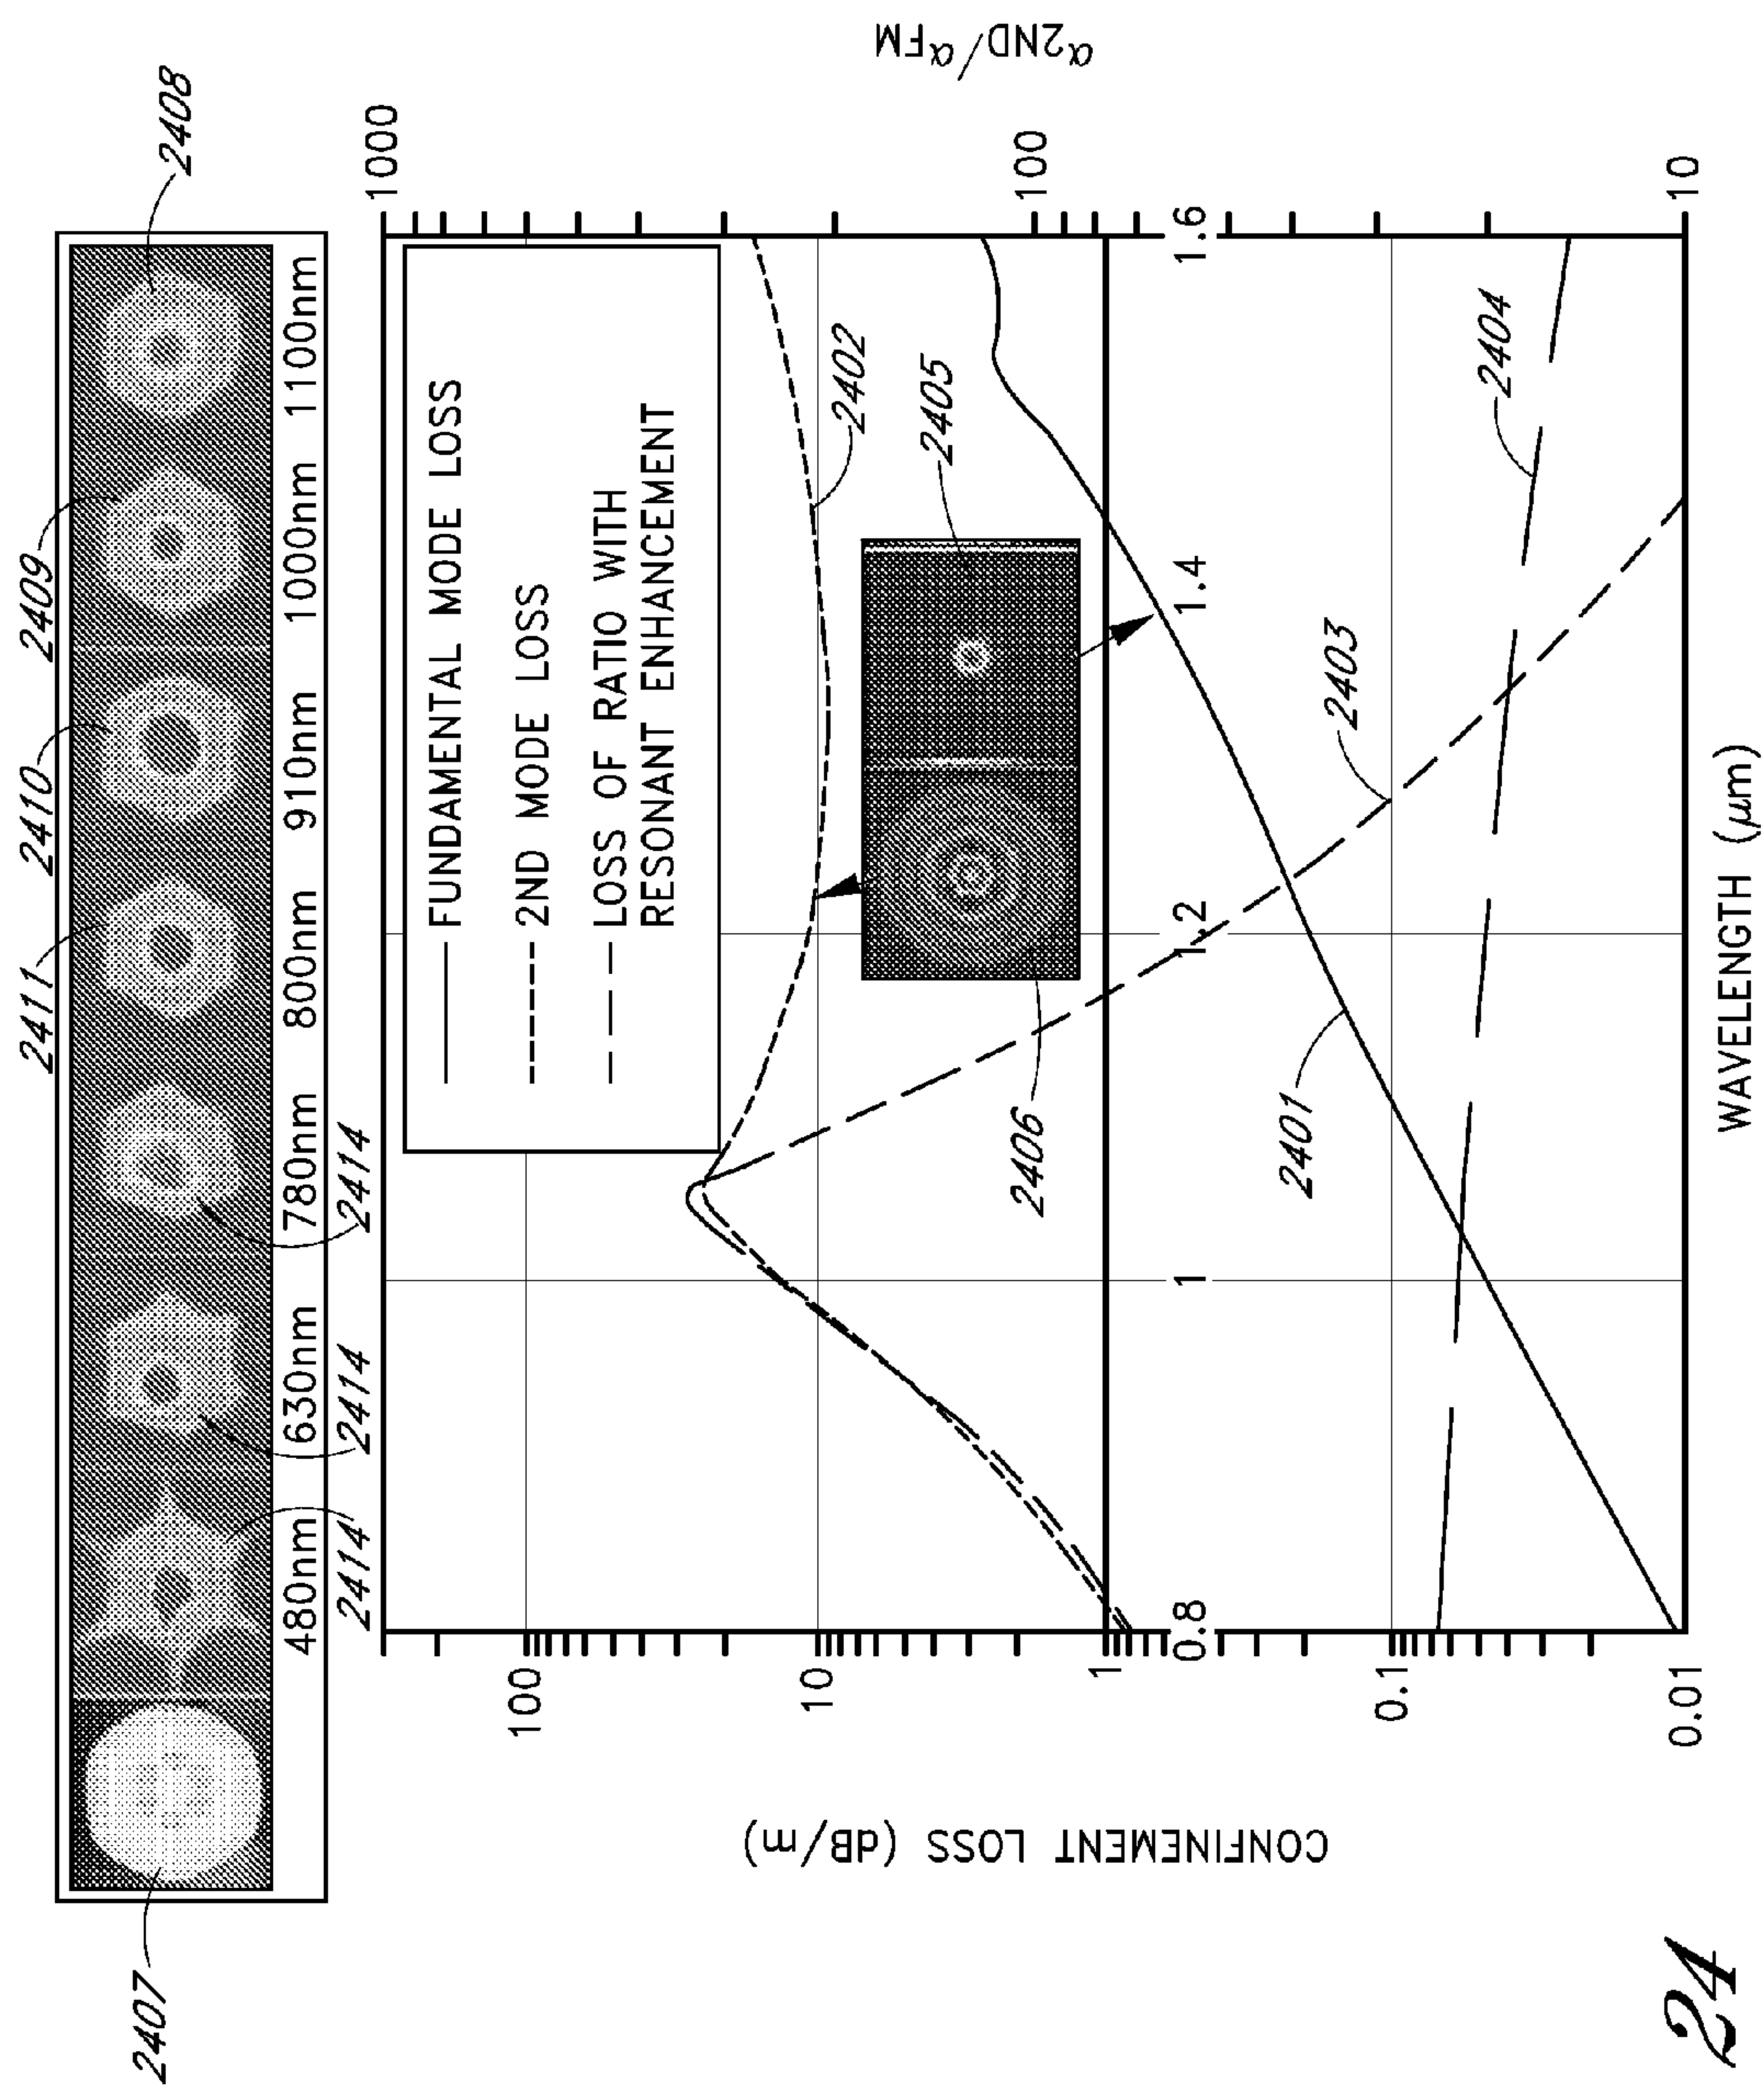 2407
2411
2410
2409
2408
480nm 630nm 780nm 800nm 910nm 1000nm 1100nm
2414
2414
2414
FUNDAMENTAL MODE LOSS
2ND MODE LOSS
LOSS OF RATIO WITH
RESONANT ENHANCEMENT
CONFINEMENT LOSS (dB/m)
100
10
1
0.1
0.01
1000
100
10
α2ND/αFM
2402
2405
2406
2401
2403
2404
0.8 1 1.2 1.4 1.6
WAVELENGTH (μm)
24